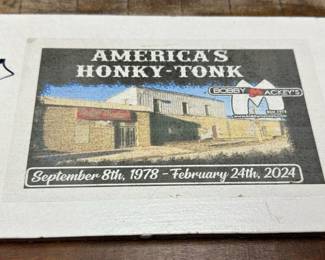 AMERICA'S
HONKY-TONK
BOBBY MACKEY'S
September 8th, 1978 - February 24th, 2024